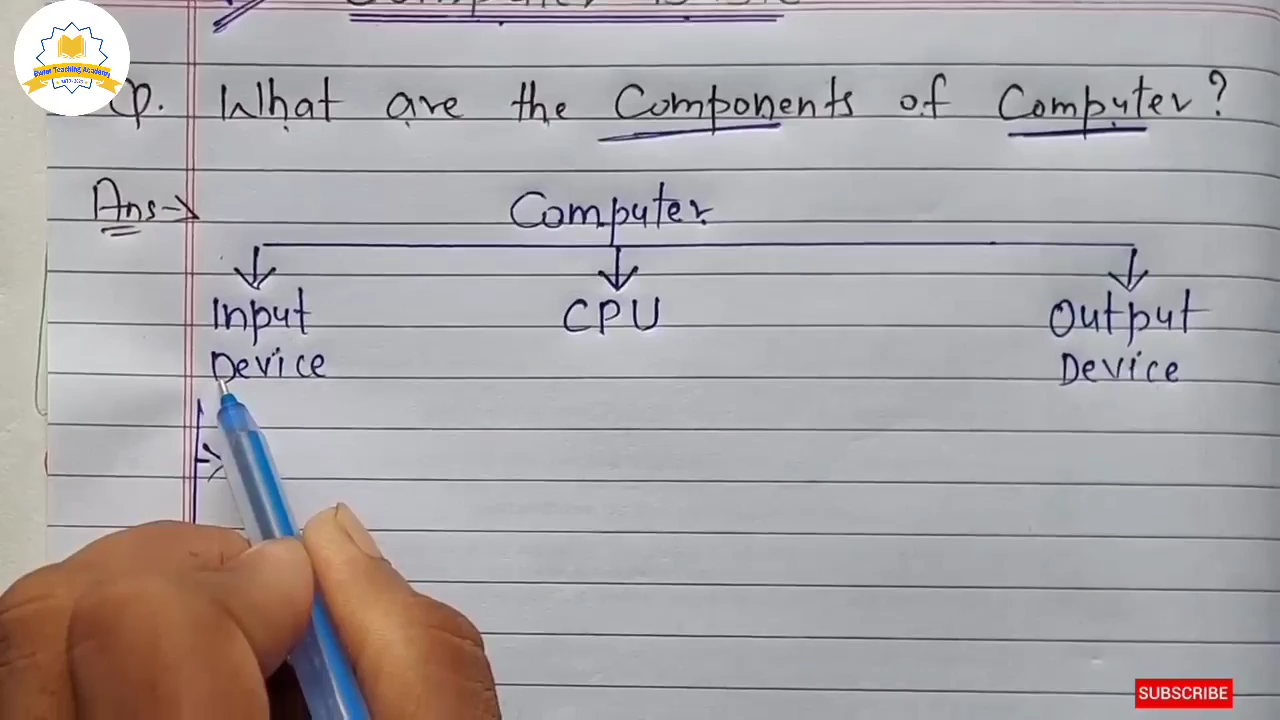 Q. What are the Components of Computer?
Ans→ Computer
Input CPU Output
Device Device
SUBSCRIBE